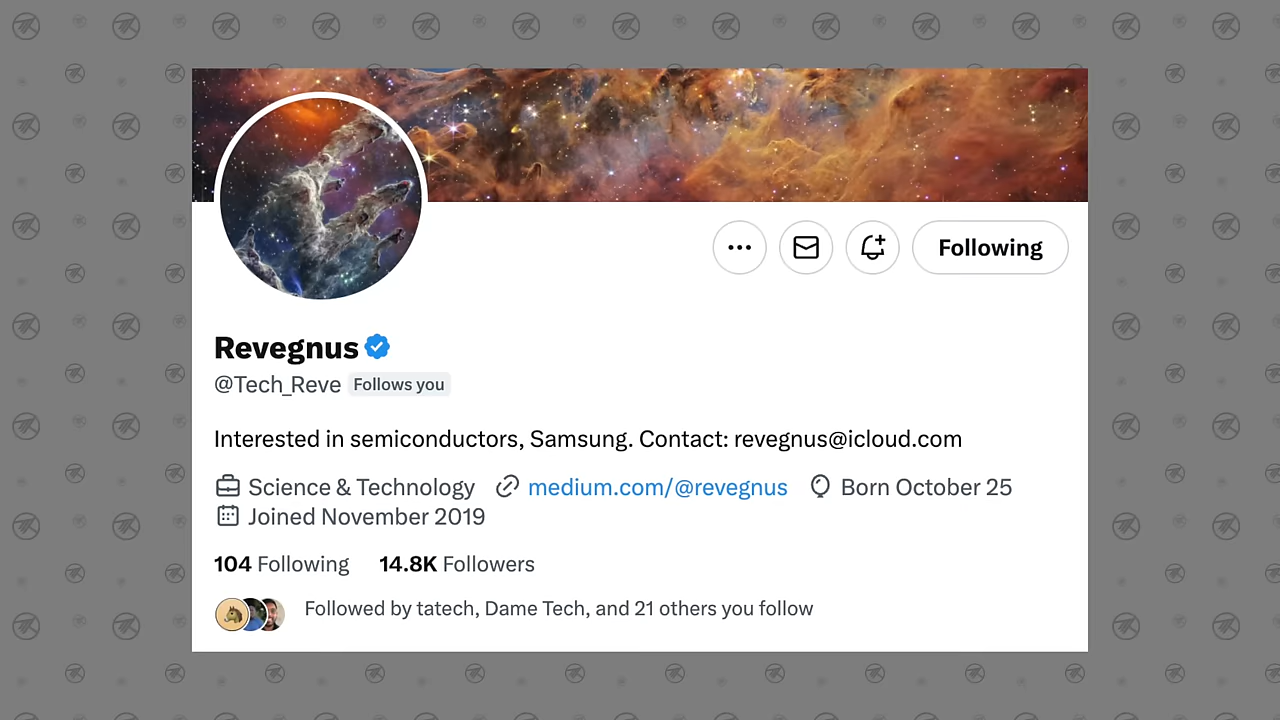 Following
Revegnus
@Tech_Reve Follows you
Interested in semiconductors, Samsung. Contact: revegnus@icloud.com
Science & Technology medium.com/@revegnus Born October 25
Joined November 2019
104 Following 14.8K Followers
Followed by tatech, Dame Tech, and 21 others you follow